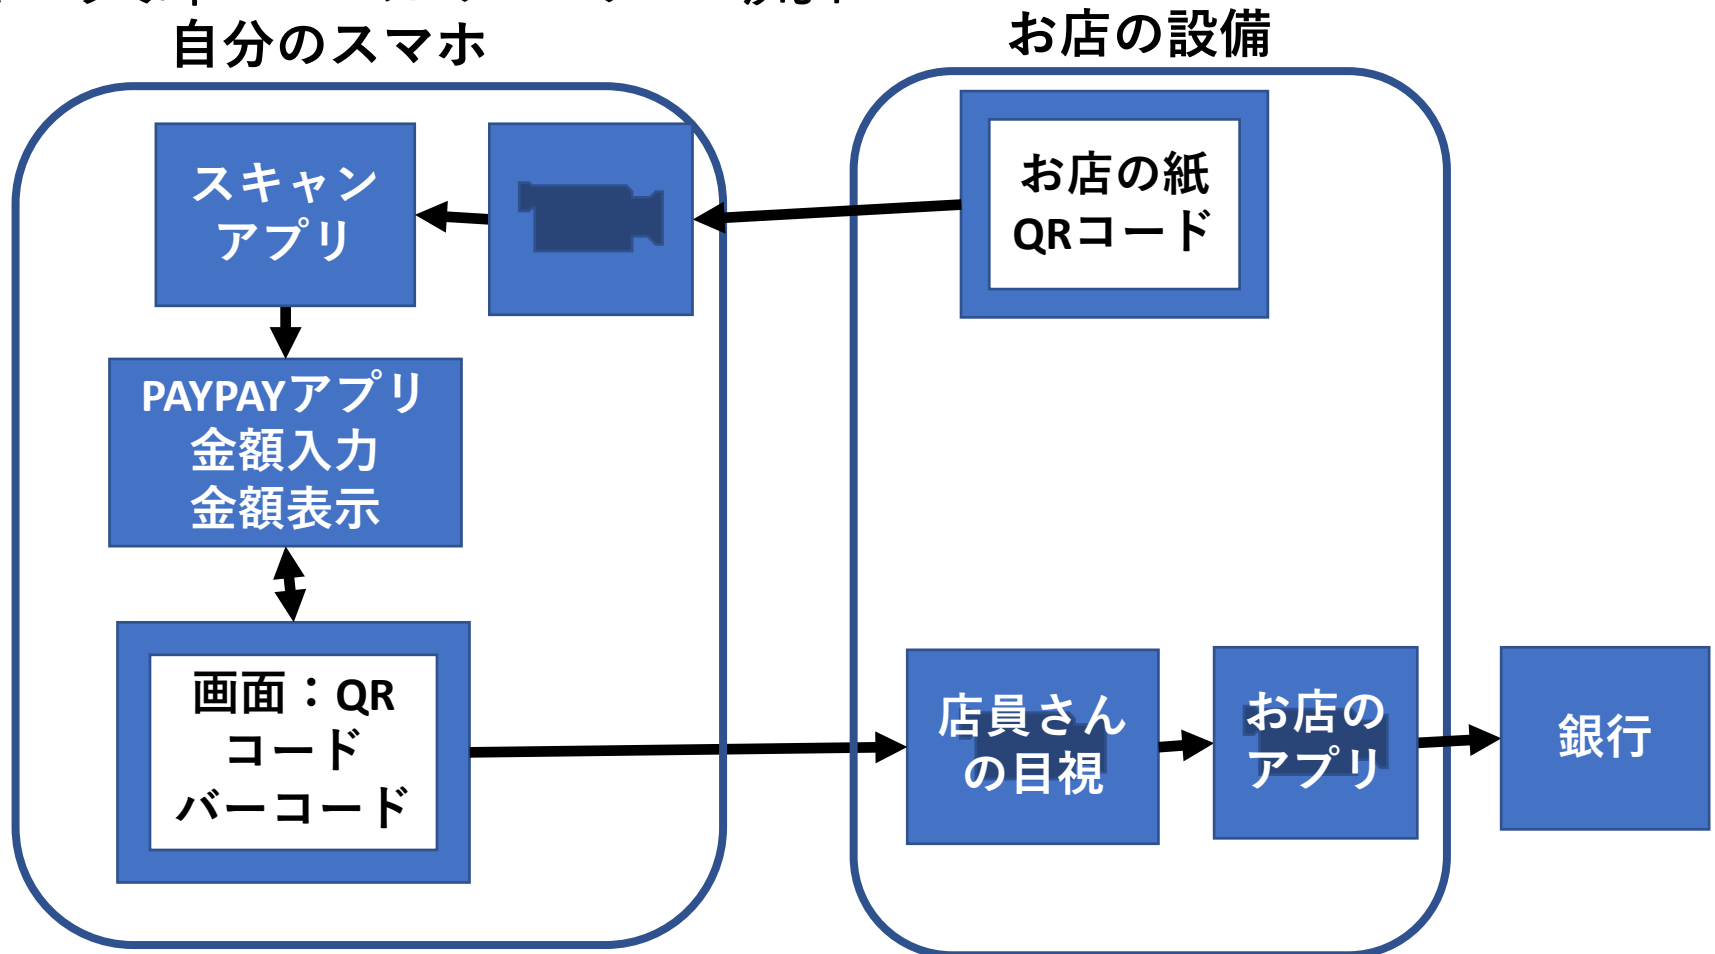 自分のスマホ
お店の設備
スキャン
アプリ
お店の紙
QRコード
PAYPAYアプリ
金額入力
金額表示
画面：QR
コード
バーコード
店員さん
の目視
お店の
アプリ
銀行